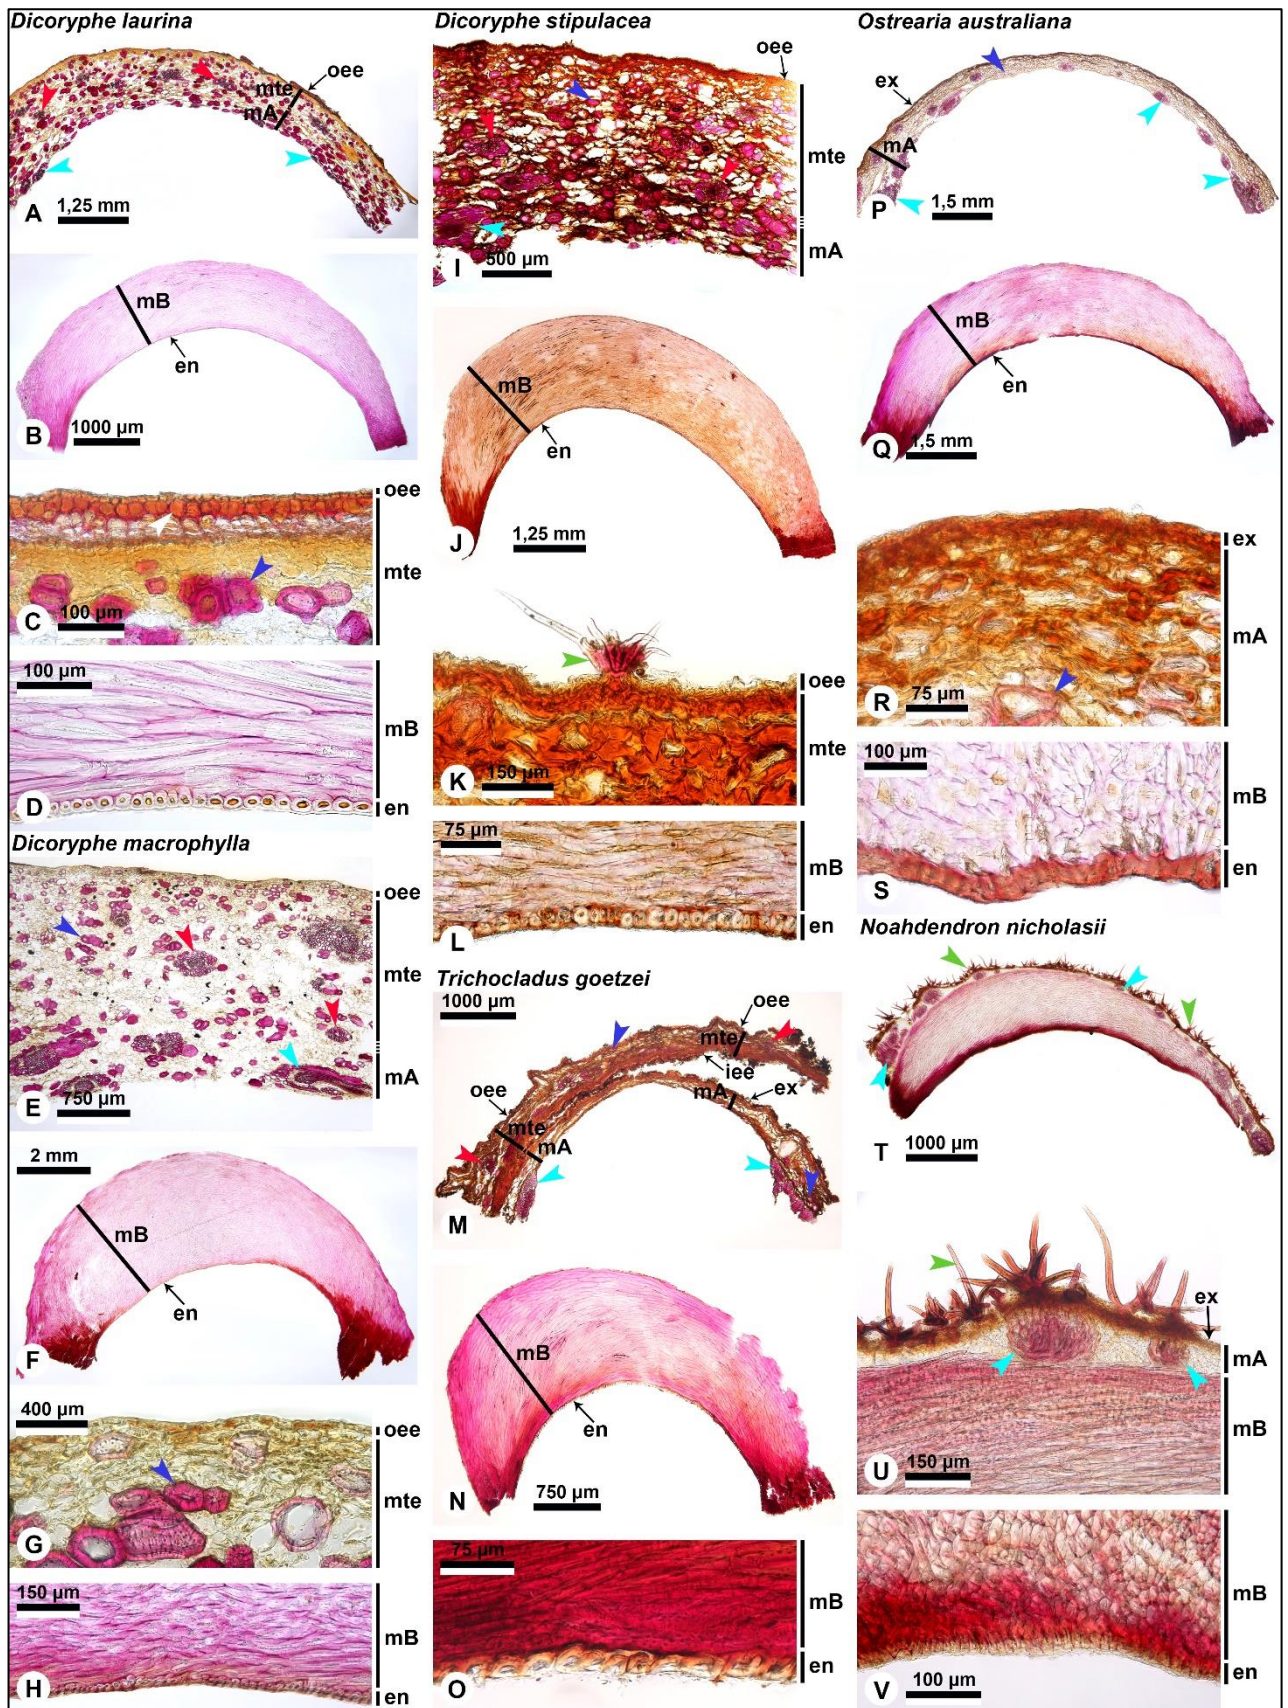 Dicoryphe laurina
oee
mte
mA
A
1,25 mm
mB
en
B
1000 µm
oee
mte
C
100 µm
100 µm
mB
D
en
Dicoryphe macrophylla
oee
mte
mA
E
750 µm
2 mm
mB
en
F
400 µm
oee
mte
G
150 µm
mB
H
en
Dicoryphe stipulacea
oee
mte
mA
I
500 µm
mB
en
J
1,25 mm
oee
mte
K
150 µm
75 µm
mB
L
en
Trichocladus goetzei
1000 µm
oee
mte
iee
ex
mA
oee
mte
mA
M
mB
en
N
750 µm
75 µm
mB
O
en
Ostrearia australiana
ex
mA
P
1,5 mm
mB
en
Q
1,5 mm
ex
mA
R
75 µm
100 µm
mB
S
en
Noahdendron nicholasii
T
1000 µm
ex
mA
mB
U
150 µm
mB
V
en
100 µm